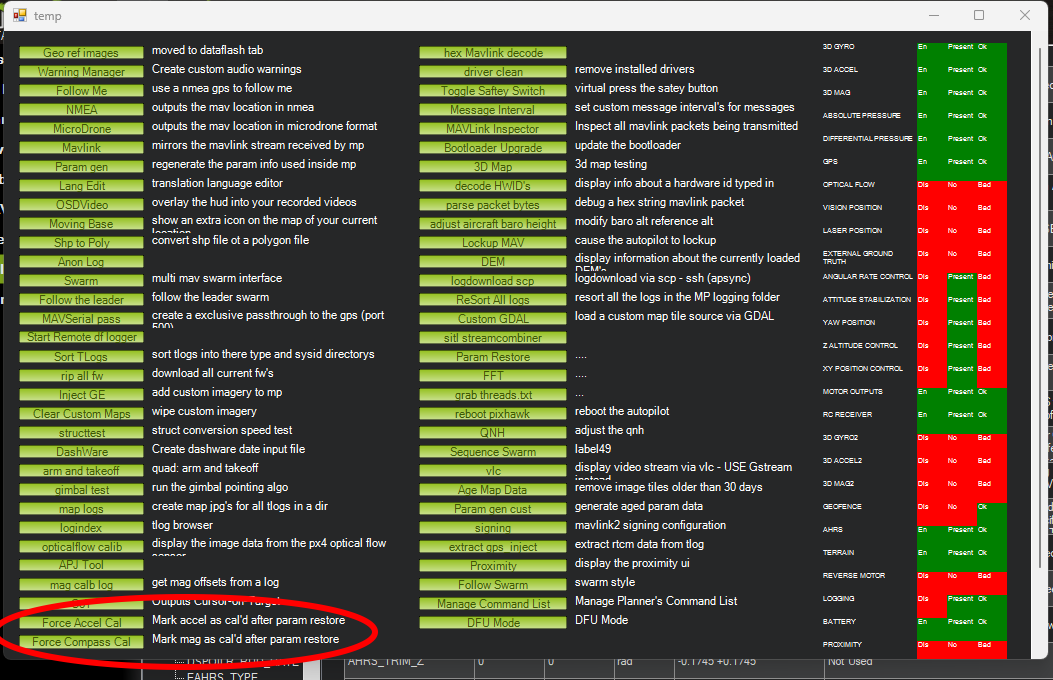 temp
Geo ref images moved to dataflash tab
Warning Manager Create custom audio warnings
Follow Me use a nmea gps to follow me
NMEA outputs the mav location in nmea
MicroDrone outputs the mav location in microdrone format
Mavlink mirrors the mavlink stream received by mp
Param gen regenerate the param info used inside mp
Lang Edit translation language editor
OSDVideo overlay the hud into your recorded videos
Moving Base show an extra icon on the map of your current
location
Shp to Poly convert shp file ot a polygon file
Anon Log
Swarm multi mav swarm interface
Follow the leader follow the leader swarm
MAVSerial pass create a exclusive passthrough to the gps (port
500)
Start Remote df logger
Sort TLogs sort tlogs into there type and sysid directorys
rip all fw download all current fw's
Inject GE add custom imagery to mp
Clear Custom Maps wipe custom imagery
structtest struct conversion speed test
DashWare Create dashware date input file
arm and takeoff quad: arm and takeoff
gimbal test run the gimbal pointing algo
map logs create map jpg's for all tlogs in a dir
logindex tlog browser
opticalflow calib display the image data from the px4 optical flow
sensor
APJ Tool
mag calb log get mag offsets from a log
Outputs Cursor-on-Target
Force Accel Cal Mark accel as cal'd after param restore
Force Compass Cal Mark mag as cal'd after param restore
hex Mavlink decode
driver clean remove installed drivers
Toggle Saftey Switch virtual press the satey button
Message Interval set custom message interval's for messages
MAVLink Inspector Inspect all mavlink packets being transmitted
Bootloader Upgrade update the bootloader
3D Map 3d map testing
decode HWID's display info about a hardware id typed in
parse packet bytes debug a hex string mavlink packet
adjust aircraft baro height modify baro alt reference alt
Lockup MAV cause the autopilot to lockup
DEM display information about the currently loaded
DEM's
logdownload scp logdownload via scp - ssh (apsync)
ReSort All logs resort all the logs in the MP logging folder
Custom GDAL load a custom map tile source via GDAL
sitl streamcombiner
Param Restore ....
FFT ....
grab threads.txt ...
reboot pixhawk reboot the autopilot
QNH adjust the qnh
Sequence Swarm label49
vlc display video stream via vlc - USE Gstream
instead
Age Map Data remove image tiles older than 30 days
Param gen cust generate aged param data
signing mavlink2 signing configuration
extract gps_inject extract rtcm data from tlog
Proximity display the proximity ui
Follow Swarm swarm style
Manage Command List Manage Planner's Command List
DFU Mode DFU Mode
3D GYRO En Present Ok
3D ACCEL En Present Ok
3D MAG En Present Ok
ABSOLUTE PRESSURE En Present Ok
DIFFERENTIAL PRESSURE En Present Ok
GPS En Present Ok
OPTICAL FLOW Dis No Bad
VISION POSITION Dis No Bad
LASER POSITION Dis No Bad
EXTERNAL GROUND
TRUTH Dis No Bad
ANGULAR RATE CONTROL Dis Present Bad
ATTITUDE STABILIZATION Dis Present Bad
YAW POSITION Dis Present Bad
Z ALTITUDE CONTROL Dis Present Bad
XY POSITION CONTROL Dis Present Bad
MOTOR OUTPUTS En Present Ok
RC RECEIVER En Present Ok
3D GYRO2 Dis No Bad
3D ACCEL2 Dis No Bad
3D MAG2 Dis No Bad
GEOFENCE Dis No Ok
AHRS En Present Ok
TERRAIN En Present Ok
REVERSE MOTOR Dis No Bad
LOGGING Dis Present Ok
BATTERY En Present Ok
PROXIMITY Dis No Bad
AHRS_TRIM_Z 0 0 rad -0.1745 +0.1745 Not Used
EAHRS_TYPE